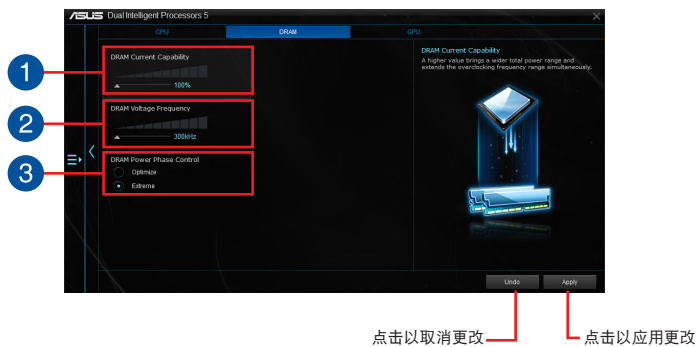 ASUS Dual Intelligent Processors 5
CPU
DRAM
GPU
1
DRAM Current Capability
100%
2
DRAM Voltage Frequency
300kHz
3
DRAM Power Phase Control
Optimize
Extreme
DRAM Current Capability
A higher value brings a wider total power range and
extends the overclocking frequency range simultaneously.
Undo
Apply
点击以取消更改
点击以应用更改